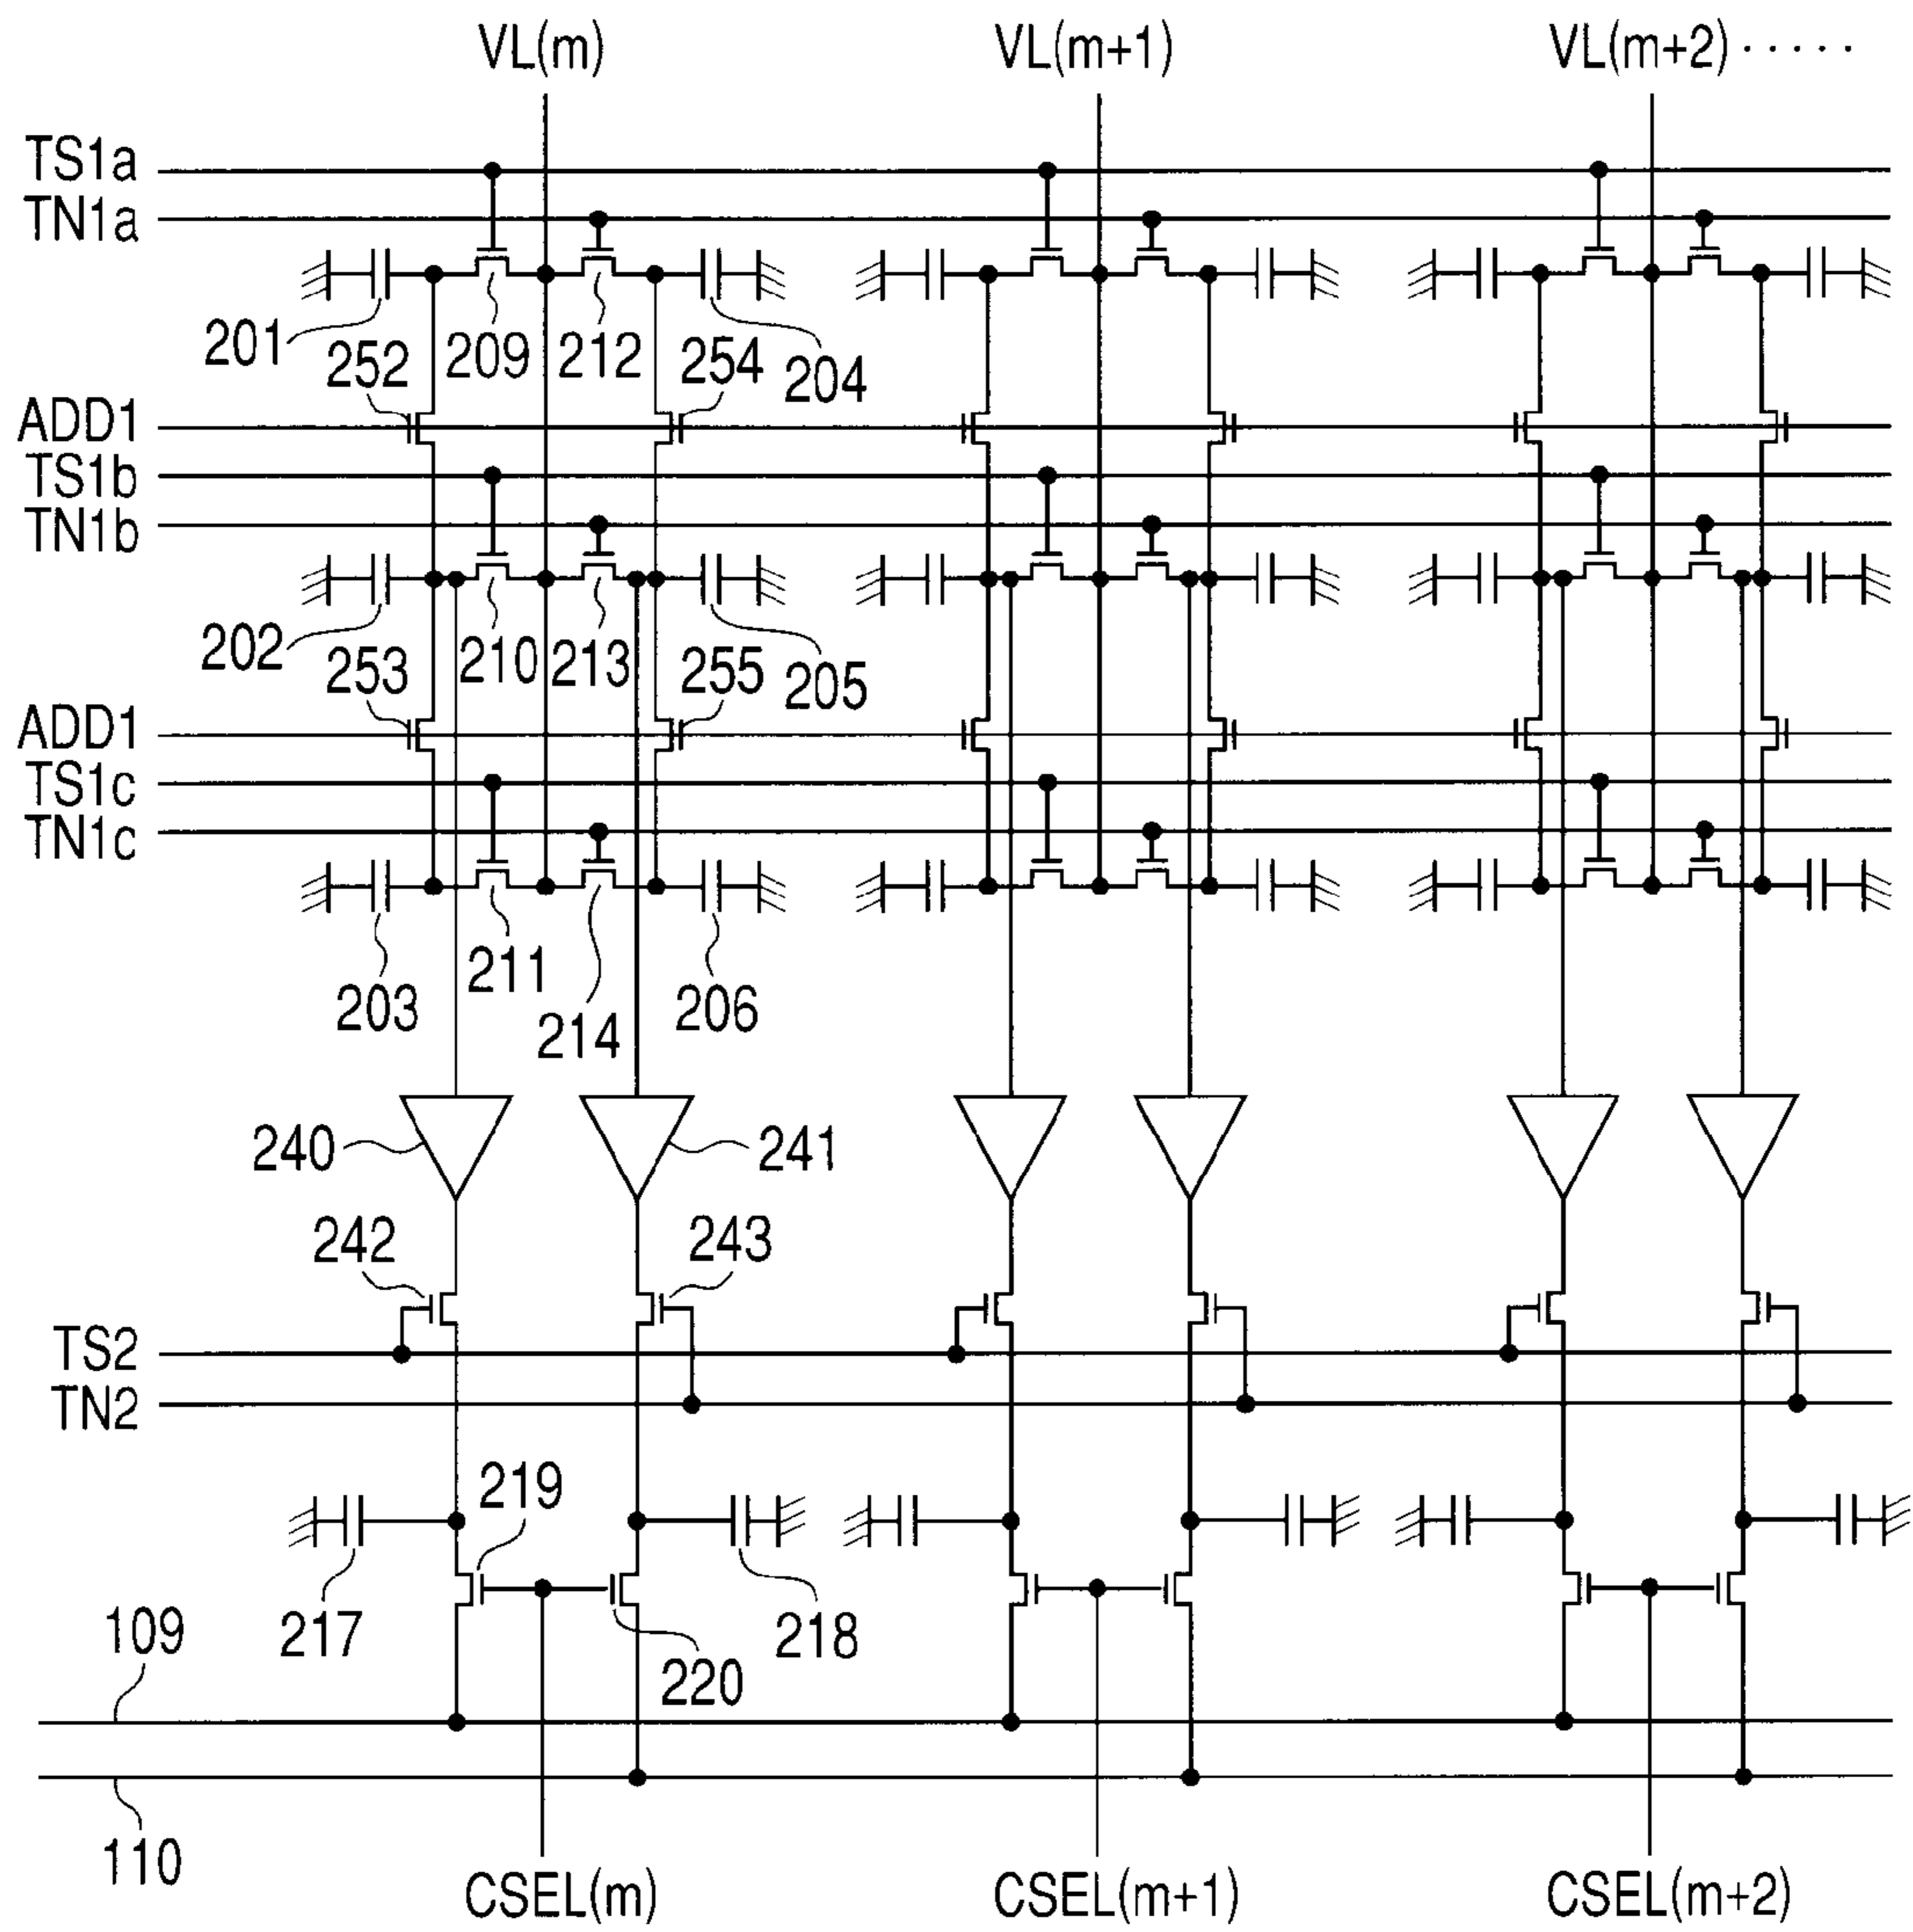 VL(m) VL(m+1) VL(m+2) · · · · ·
TS1a
TN1a
201 252 209 212 254 204
ADD1
TS1b
TN1b
202 253 210 213 255 205
ADD1
TS1c
TN1c
203 211 214 206
240 241
242 243
TS2
TN2
219
217 218
109 220
110
CSEL(m) CSEL(m+1) CSEL(m+2)